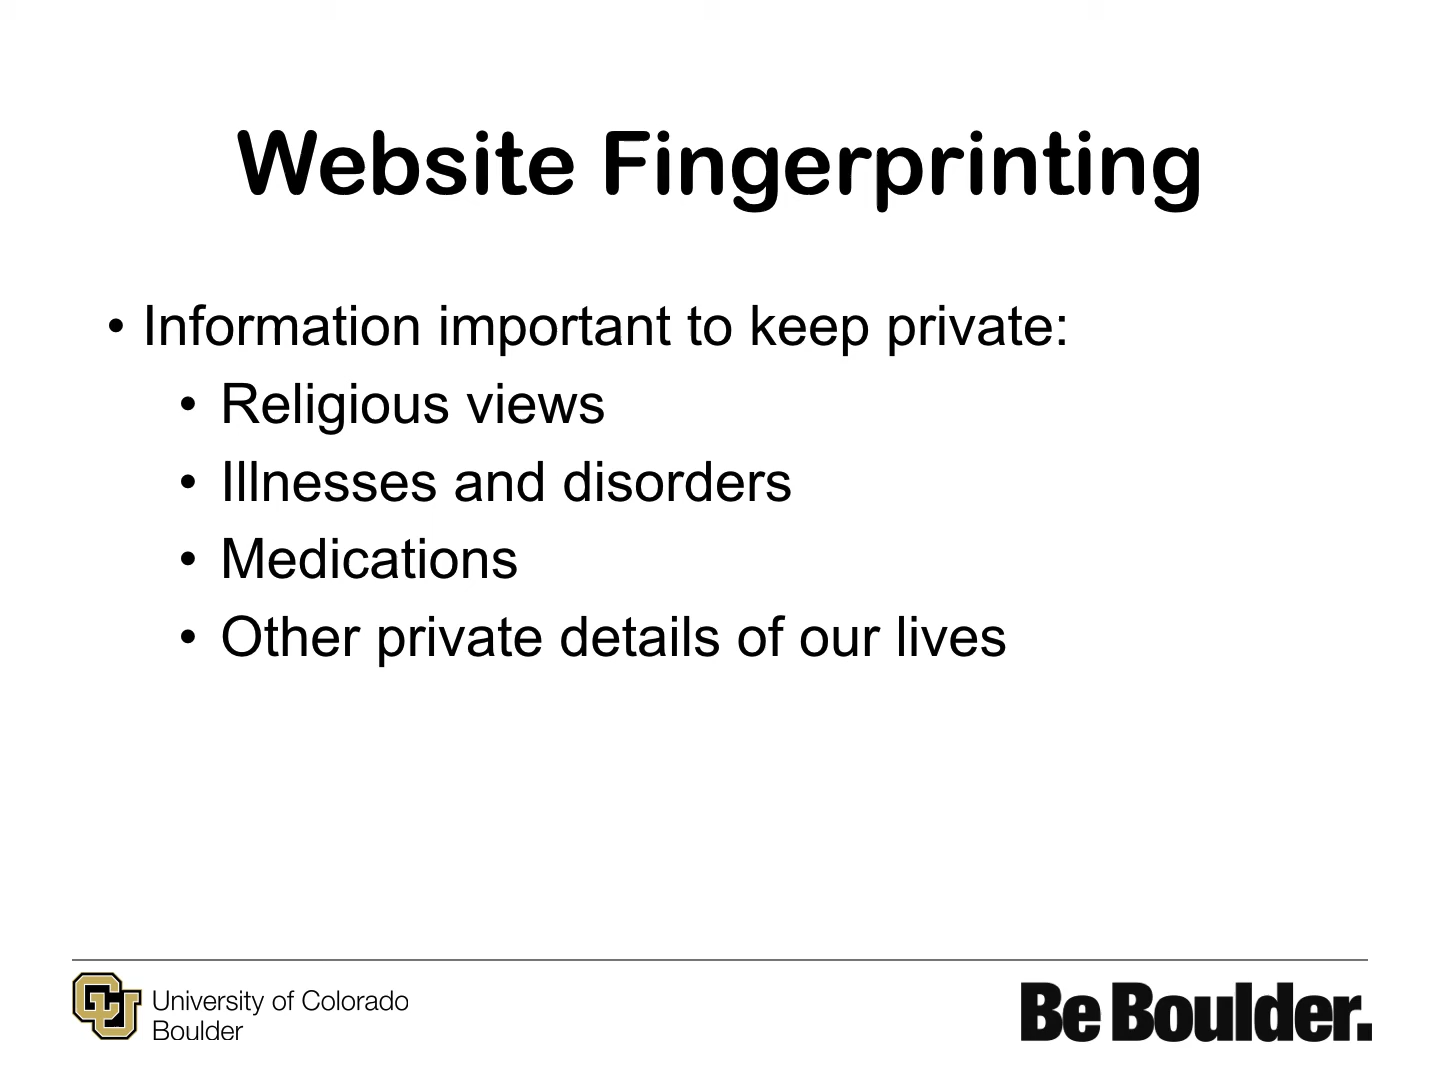 Website Fingerprinting
• Information important to keep private:
• Religious views
• Illnesses and disorders
• Medications
• Other private details of our lives
CU
University of Colorado
Boulder
Be Boulder.